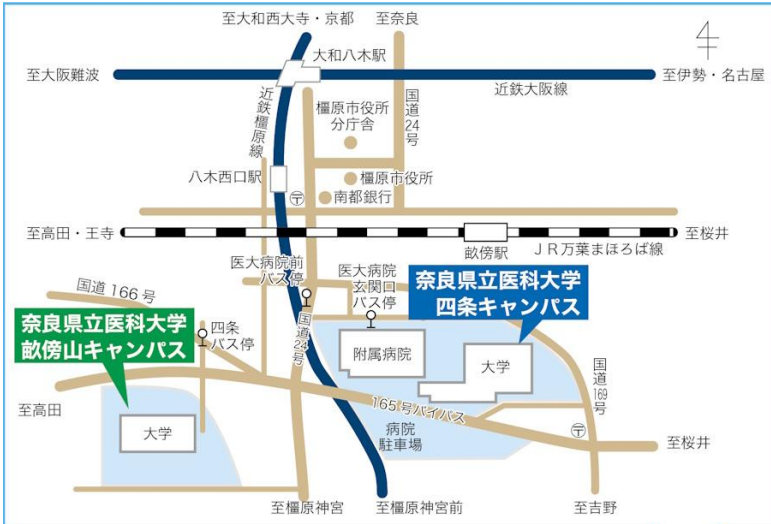 至大和西大寺・京都
至奈良
大和八木駅
至大阪難波
至伊勢・名古屋
近鉄大阪線
近鉄橿原線
国道24号
橿原市役所
分庁舎
八木西口駅
橿原市役所
南都銀行
至高田・王寺
畝傍駅
至桜井
JR万葉まほろば線
医大病院前
バス停
医大病院
玄関口
バス停
奈良県立医科大学
四条キャンパス
国道166号
奈良県立医科大学
畝傍山キャンパス
四条
バス停
国道24号
附属病院
大学
国道169号
至高田
165号バイパス
大学
病院
駐車場
至桜井
至橿原神宮
至橿原神宮前
至吉野